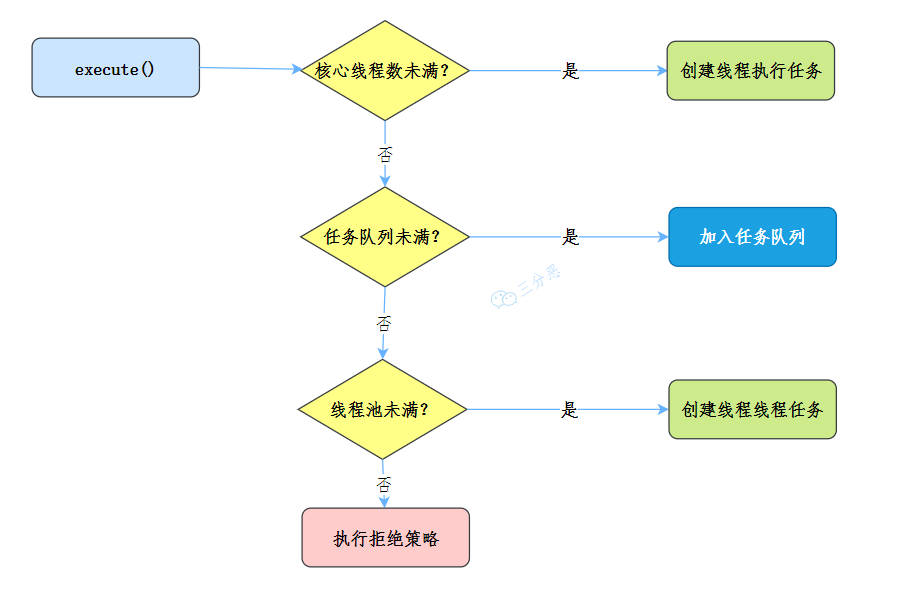 execute()
核心线程数未满?
是
创建线程执行任务
否
任务队列未满?
是
加入任务队列
三分恶
否
线程池未满?
是
创建线程线程任务
否
执行拒绝策略